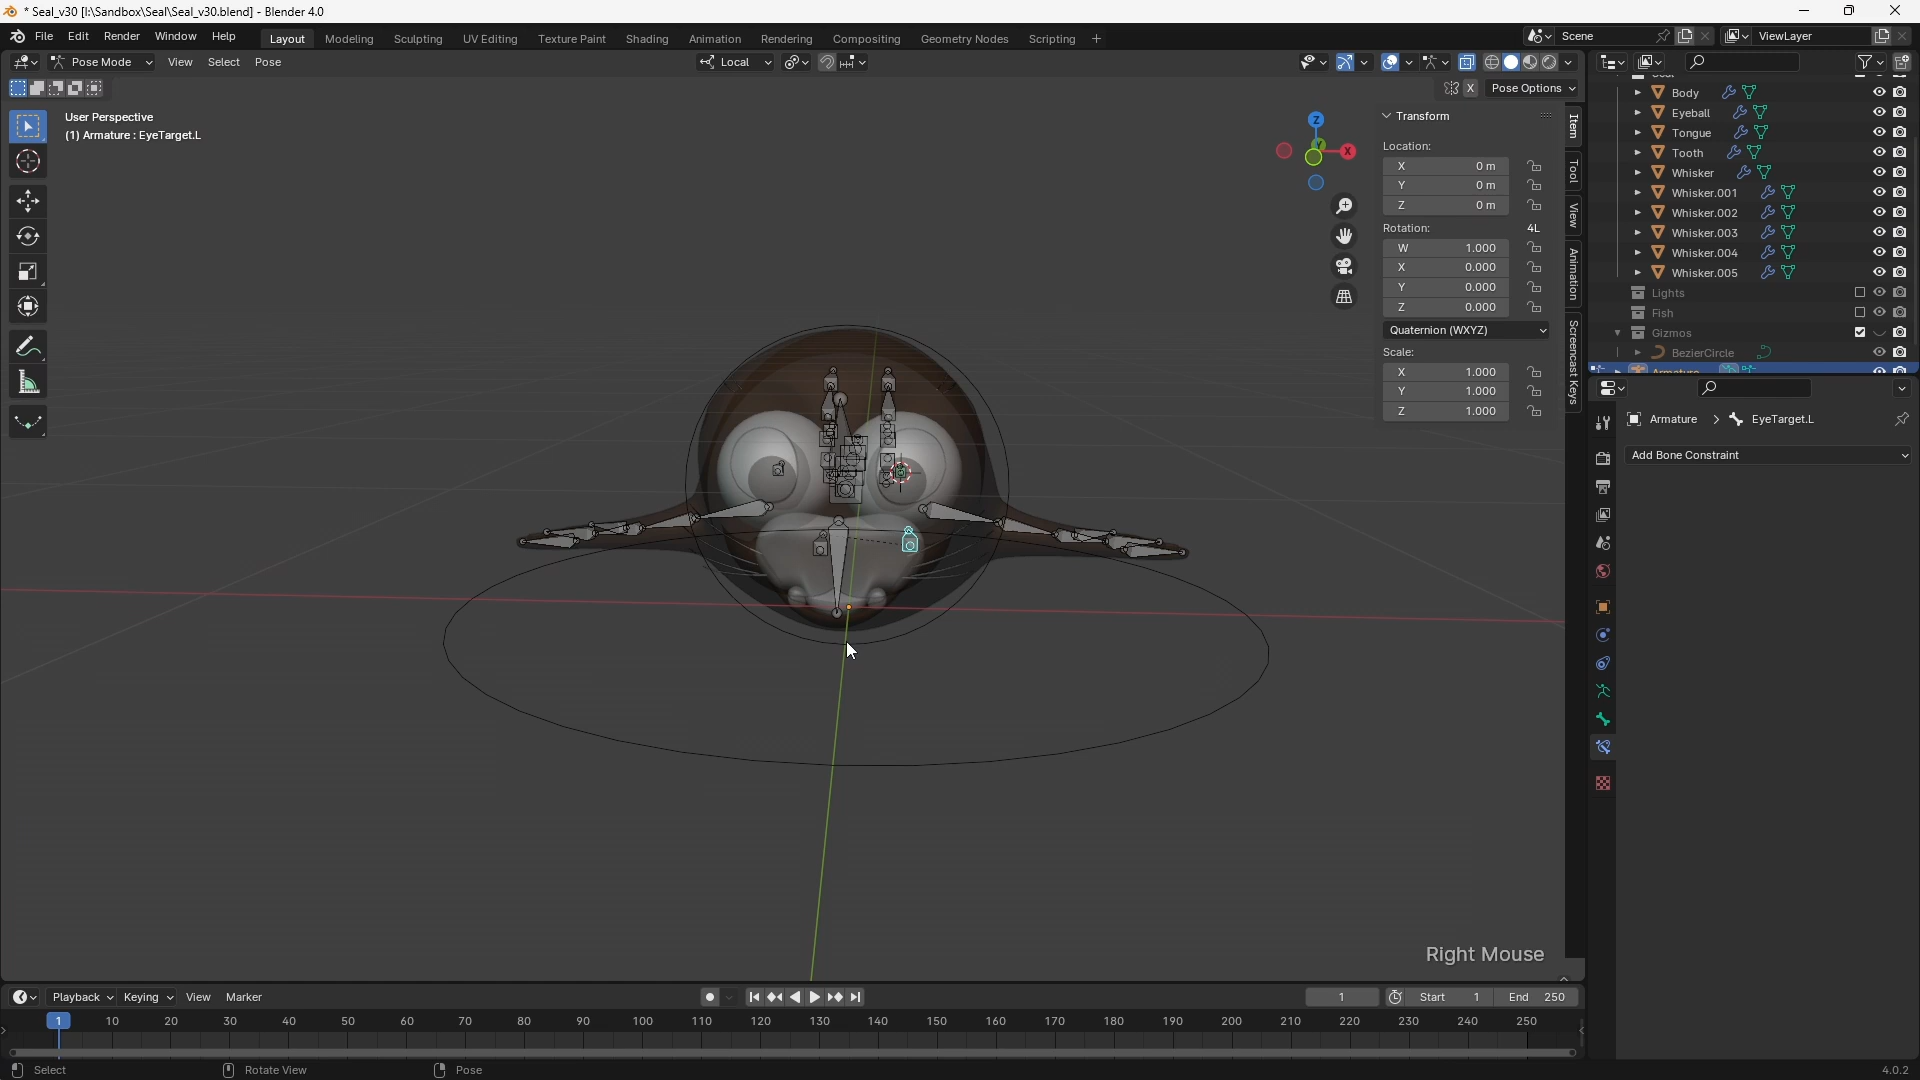 * Seal_v30 [I:\Sandbox\Seal\Seal_v30.blend] - Blender 4.0
File Edit Render Window Help Layout Modeling Sculpting UV Editing Texture Paint Shading Animation Rendering Compositing Geometry Nodes Scripting + Scene ViewLayer
Pose Mode View Select Pose Local
X Pose Options
User Perspective
(1) Armature : EyeTarget.L
Z
X
Transform
Location:
X 0 m
Y 0 m
Z 0 m
Rotation: 4L
W 1.000
X 0.000
Y 0.000
Z 0.000
Quaternion (WXYZ)
Scale:
X 1.000
Y 1.000
Z 1.000
Item
Tool
View
Animation
Screencast Keys
Body
Eyeball
Tongue
Tooth
Whisker
Whisker.001
Whisker.002
Whisker.003
Whisker.004
Whisker.005
Lights
Fish
Gizmos
BezierCircle
Armature
Armature > EyeTarget.L
Add Bone Constraint
Right Mouse
Playback Keying View Marker 1 Start 1 End 250
1 10 20 30 40 50 60 70 80 90 100 110 120 130 140 150 160 170 180 190 200 210 220 230 240 250
Select Rotate View Pose 4.0.2